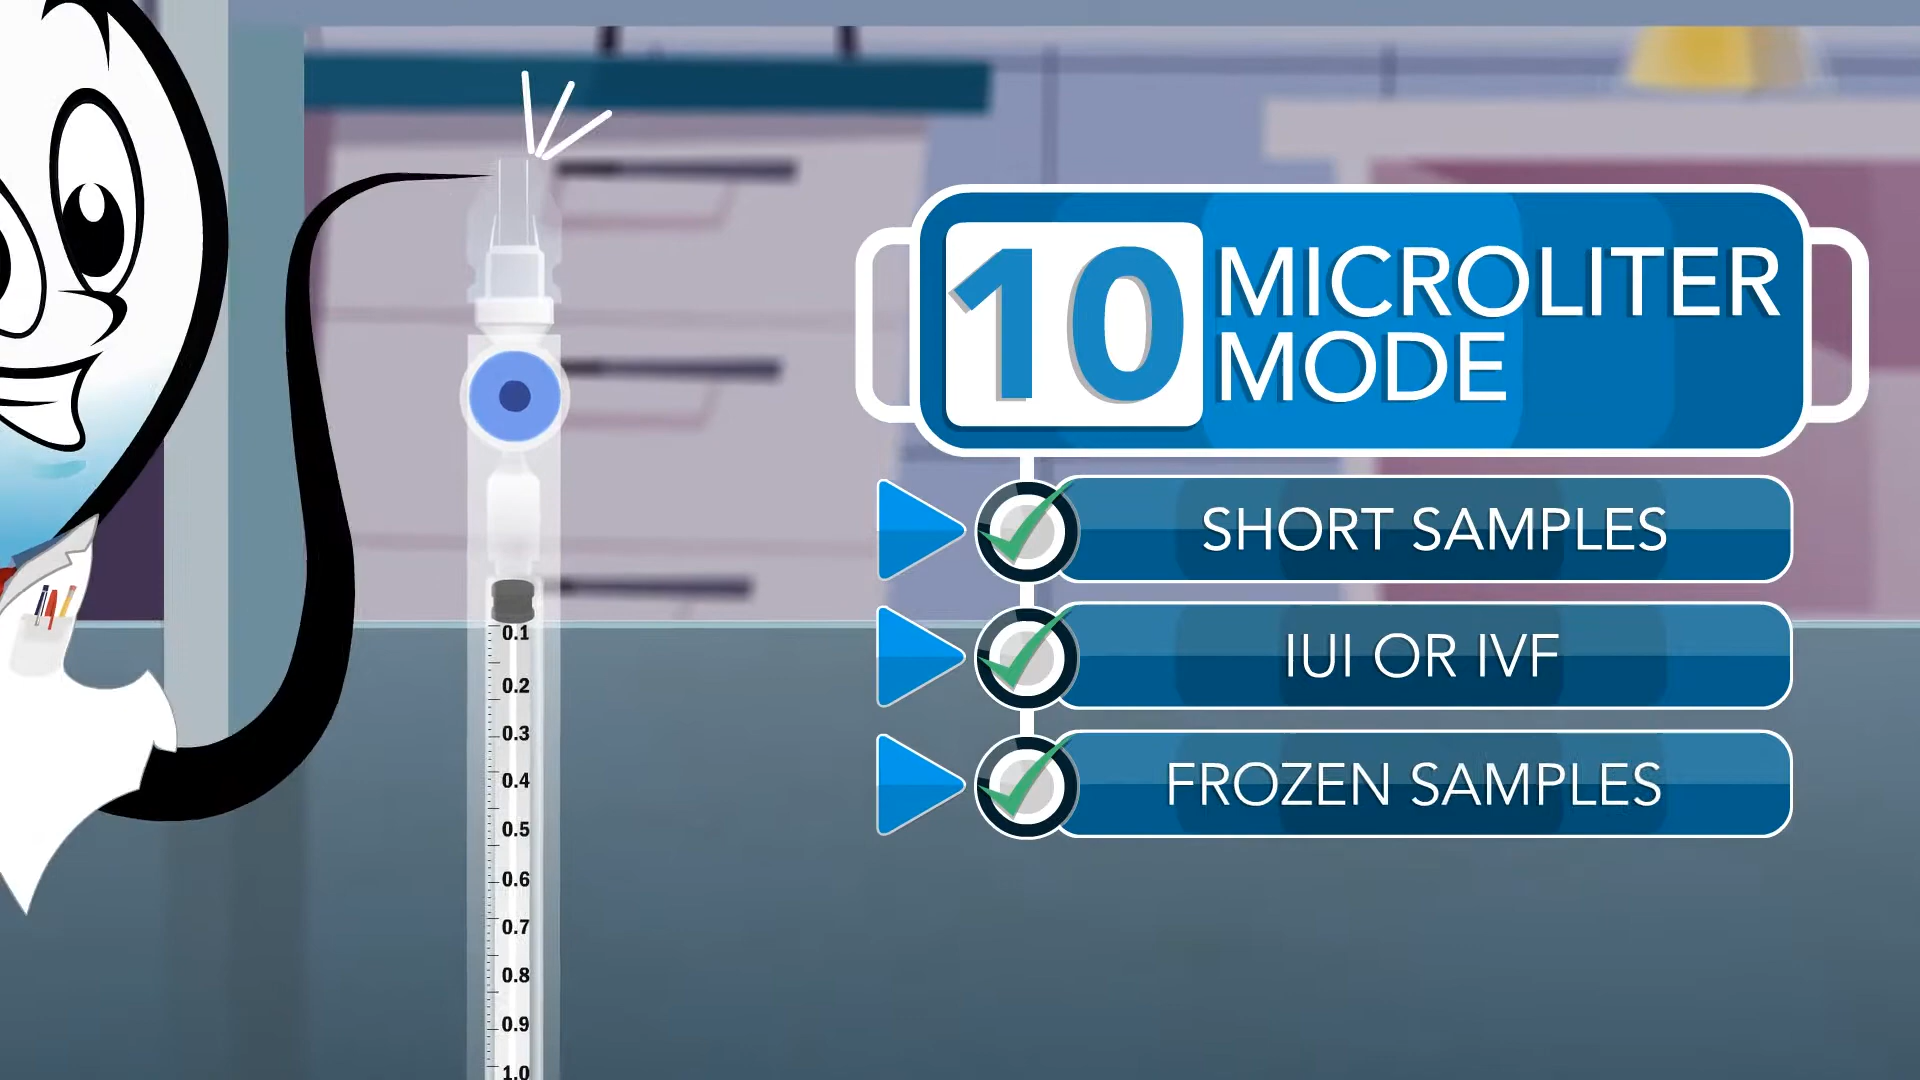 10 MICROLITER
MODE
SHORT SAMPLES
IUI OR IVF
FROZEN SAMPLES
0.1
0.2
0.3
0.4
0.5
0.6
0.7
0.8
0.9
1.0